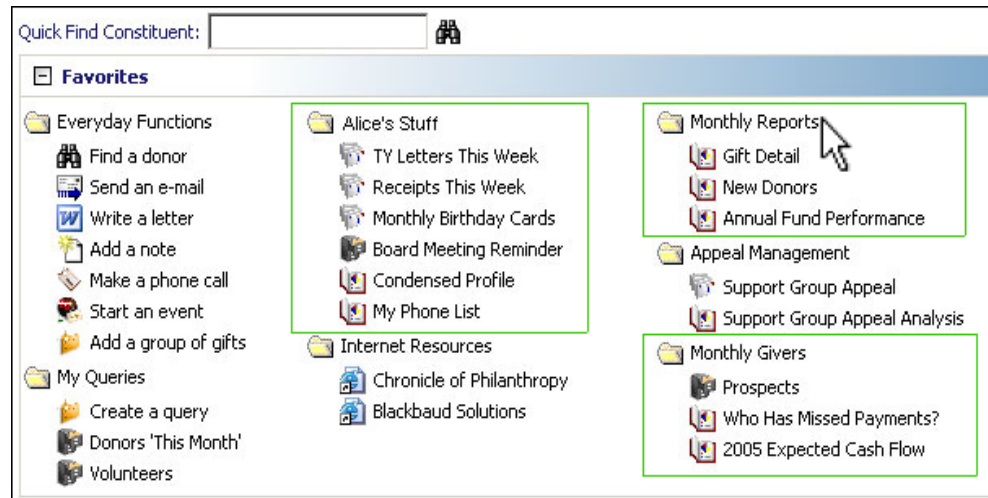 Quick Find Constituent:
Favorites
Everyday Functions
Find a donor
Send an e-mail
Write a letter
Add a note
Make a phone call
Start an event
Add a group of gifts
My Queries
Create a query
Donors 'This Month'
Volunteers
Alice's Stuff
TY Letters This Week
Receipts This Week
Monthly Birthday Cards
Board Meeting Reminder
Condensed Profile
My Phone List
Internet Resources
Chronicle of Philanthropy
Blackbaud Solutions
Monthly Reports
Gift Detail
New Donors
Annual Fund Performance
Appeal Management
Support Group Appeal
Support Group Appeal Analysis
Monthly Givers
Prospects
Who Has Missed Payments?
2005 Expected Cash Flow